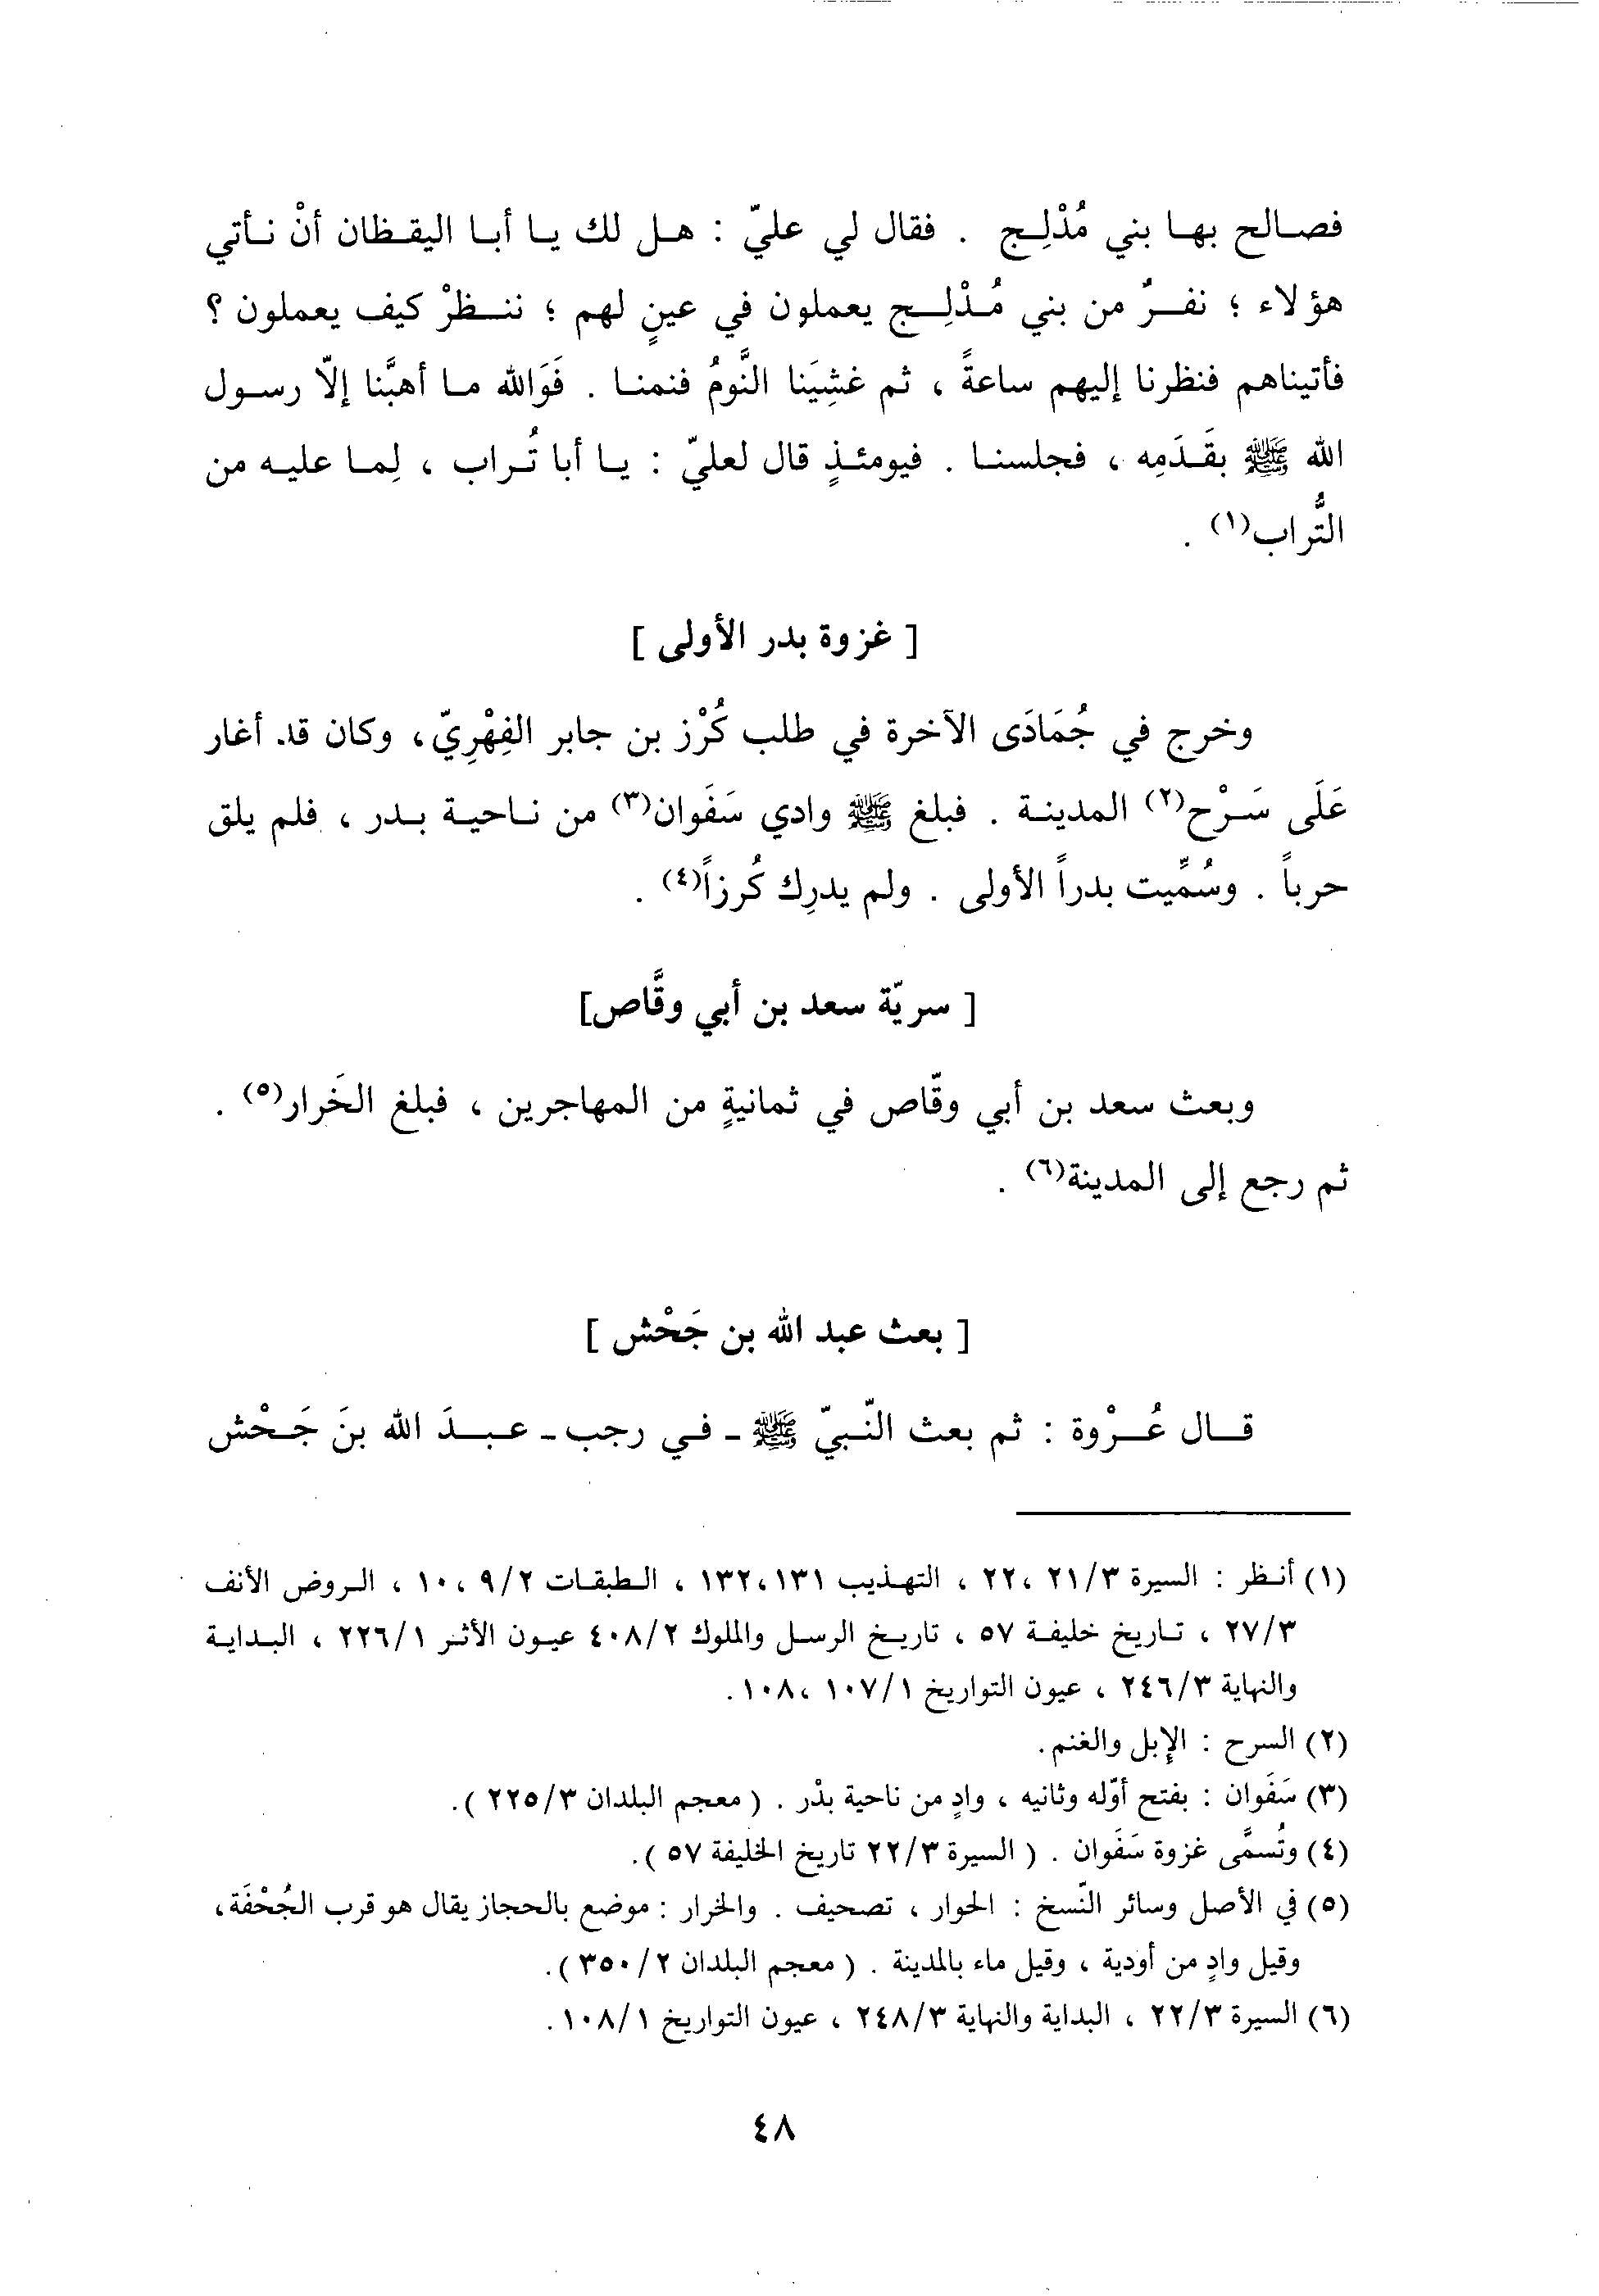 فصالح بها بني مُدْلِج . فقال لي عليّ : هل لك يا أبا اليقظان أنْ نأتي
هؤلاء ؛ نفرٌ من بني مُدْلِج يعملون في عينٍ لهم ؛ ننظرْ كيف يعملون ؟
فأتيناهم فنظرنا إليهم ساعةً ، ثم غشِيَنا النَّومُ فنمنا . فَوَالله ما أهبَّنا إلاّ رسول
الله ﷺ بقَدَمِه ، فجلسنا . فيومئذٍ قال لعليّ : يا أبا تُراب ، لِما عليه من
التُّراب(١) .
[ غزوة بدر الأولى ]
وخرج في جُمَادَى الآخرة في طلب كُرْز بن جابر الفِهْرِيّ، وكان قد أغار
عَلَى سَرْح(٢) المدينة . فبلغ ﷺ وادي سَفَوان(٣) من ناحية بدر ، فلم يلق
حرباً . وسُمِّيت بدراً الأولى . ولم يدرِك كُرزاً(٤) .
[ سريّة سعد بن أبي وقَّاص]
وبعث سعد بن أبي وقّاص في ثمانيةٍ من المهاجرين ، فبلغ الخَرار(٥) .
ثم رجع إلى المدينة(٦) .
[ بعث عبد الله بن جَحْش ]
قال عُرْوة : ثم بعث النّبيّ ﷺ ـ في رجب ـ عبدَ الله بنَ جَحْش
(١) أنظر : السيرة ٣/ ٢١ ،٢٢ ، التهذيب ١٣١ ،١٣٢ ، الطبقات ٢/ ٩ ،١٠ ، الروض الأنف
٣/ ٢٧ ، تاريخ خليفة ٥٧ ، تاريخ الرسل والملوك ٢/ ٤٠٨ عيون الأثر ١/ ٢٢٦ ، البداية
والنهاية ٣/ ٢٤٦ ، عيون التواريخ ١/ ١٠٧ ،١٠٨.
(٢) السرح : الإبل والغنم.
(٣) سَفَوان : بفتح أوّله وثانيه ، وادٍ من ناحية بدْر . ( معجم البلدان ٣/ ٢٢٥ ).
(٤) وتُسمَّى غزوة سَفَوان . ( السيرة ٣/ ٢٢ تاريخ الخليفة ٥٧ ).
(٥) في الأصل وسائر النّسخ : الحوار ، تصحيف . والخرار : موضع بالحجاز يقال هو قرب الجُحْفَة،
وقيل وادٍ من أودية ، وقيل ماء بالمدينة . ( معجم البلدان ٢/ ٣٥٠ ).
(٦) السيرة ٣/ ٢٢ ، البداية والنهاية ٣/ ٢٤٨ ، عيون التواريخ ١/ ١٠٨.
٤٨